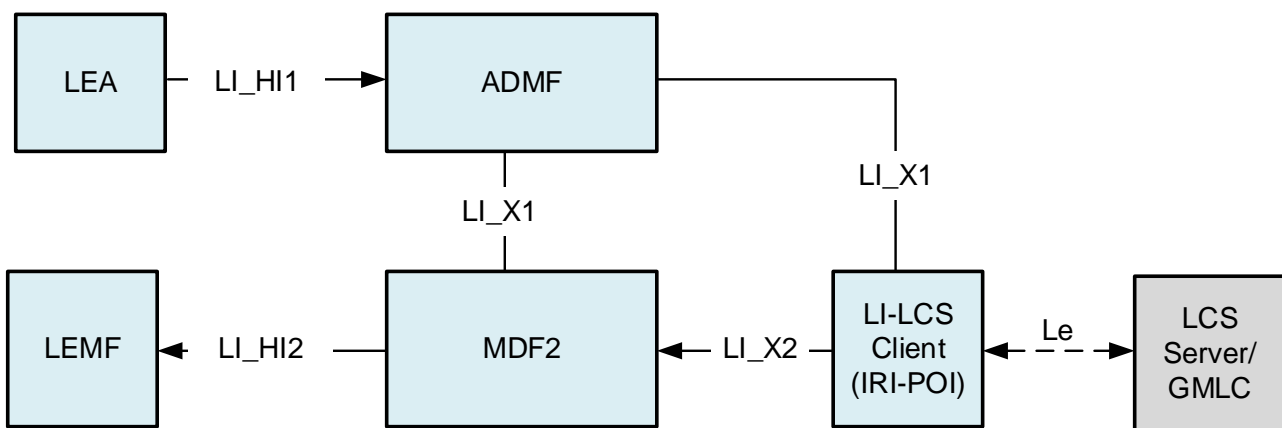 LEA
LI_HI1
ADMF
LI_X1
LI_X1
LEMF
LI_HI2
MDF2
LI_X2
LI-LCS
Client
(IRI-POI)
Le
LCS
Server/
GMLC